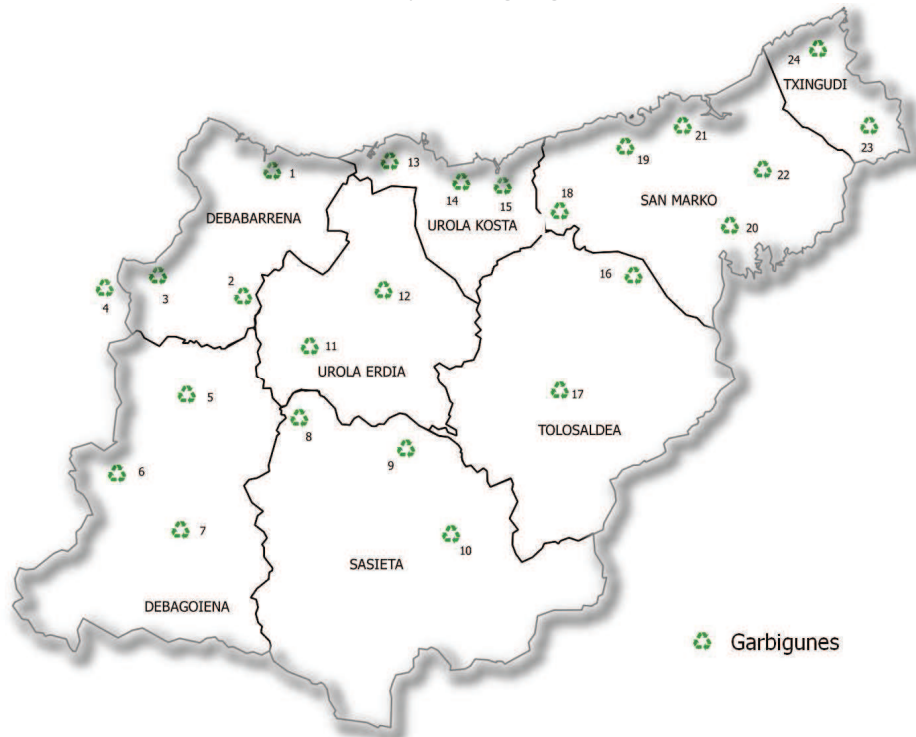 24
TXINGUDI
21
23
19
13
1
22
14
15
18
SAN MARKO
DEBABARRENA
UROLA KOSTA
20
16
3
2
12
4
11
UROLA ERDIA
5
17
8
TOLOSALDEA
9
6
7
10
SASIETA
DEBAGOIENA
Garbigunes